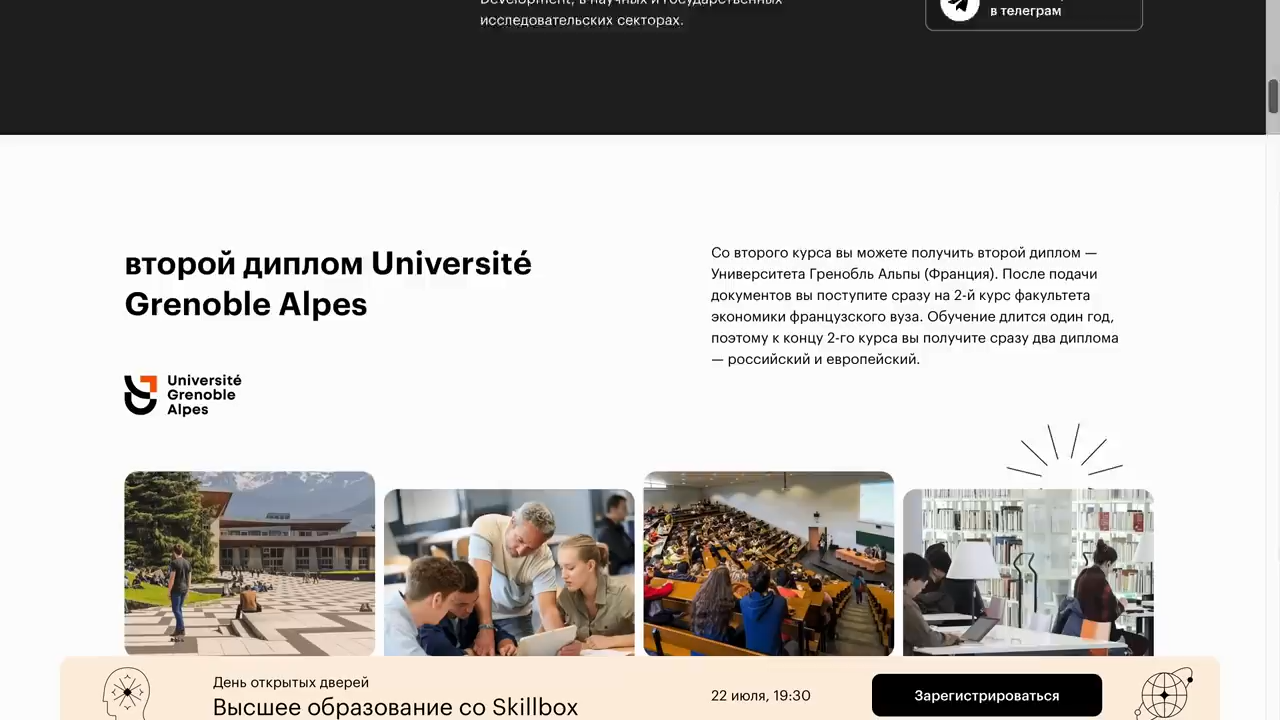 Development, в научных и государственных
исследовательских секторах.
в телеграм
второй диплом Université
Grenoble Alpes
Université
Grenoble
Alpes
Со второго курса вы можете получить второй диплом —
Университета Гренобль Альпы (Франция). После подачи
документов вы поступите сразу на 2-й курс факультета
экономики французского вуза. Обучение длится один год,
поэтому к концу 2-го курса вы получите сразу два диплома
— российский и европейский.
День открытых дверей
Высшее образование со Skillbox
22 июля, 19:30
Зарегистрироваться